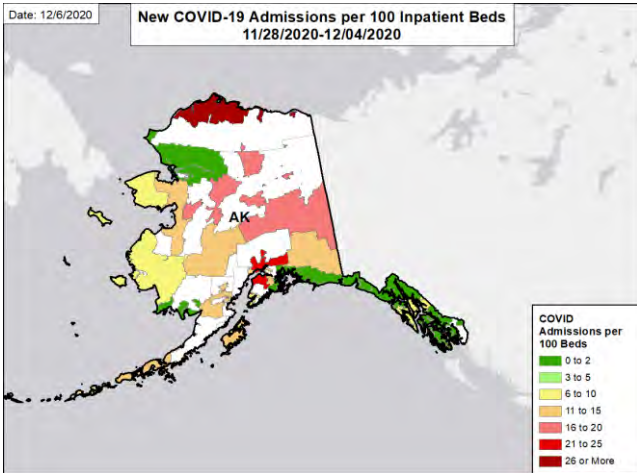 Date: 12/6/2020
New COVID-19 Admissions per 100 Inpatient Beds
11/28/2020-12/04/2020
AK
COVID
Admissions per
100 Beds
0 to 2
3 to 5
6 to 10
11 to 15
16 to 20
21 to 25
26 or More